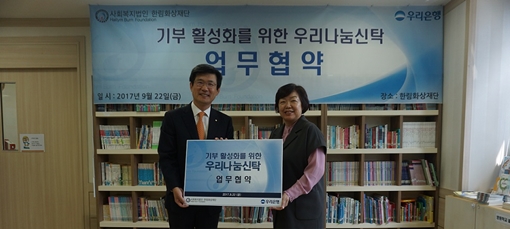 사회복지법인 한림화상재단
Hallym Burn Foundation
우리은행
기부 활성화를 위한 우리나눔신탁
업무협약
일시 : 2017년 9월 22일(금)
장소 : 한림화상재단
기부 활성화를 위한
우리나눔신탁
업무협약
우리은행